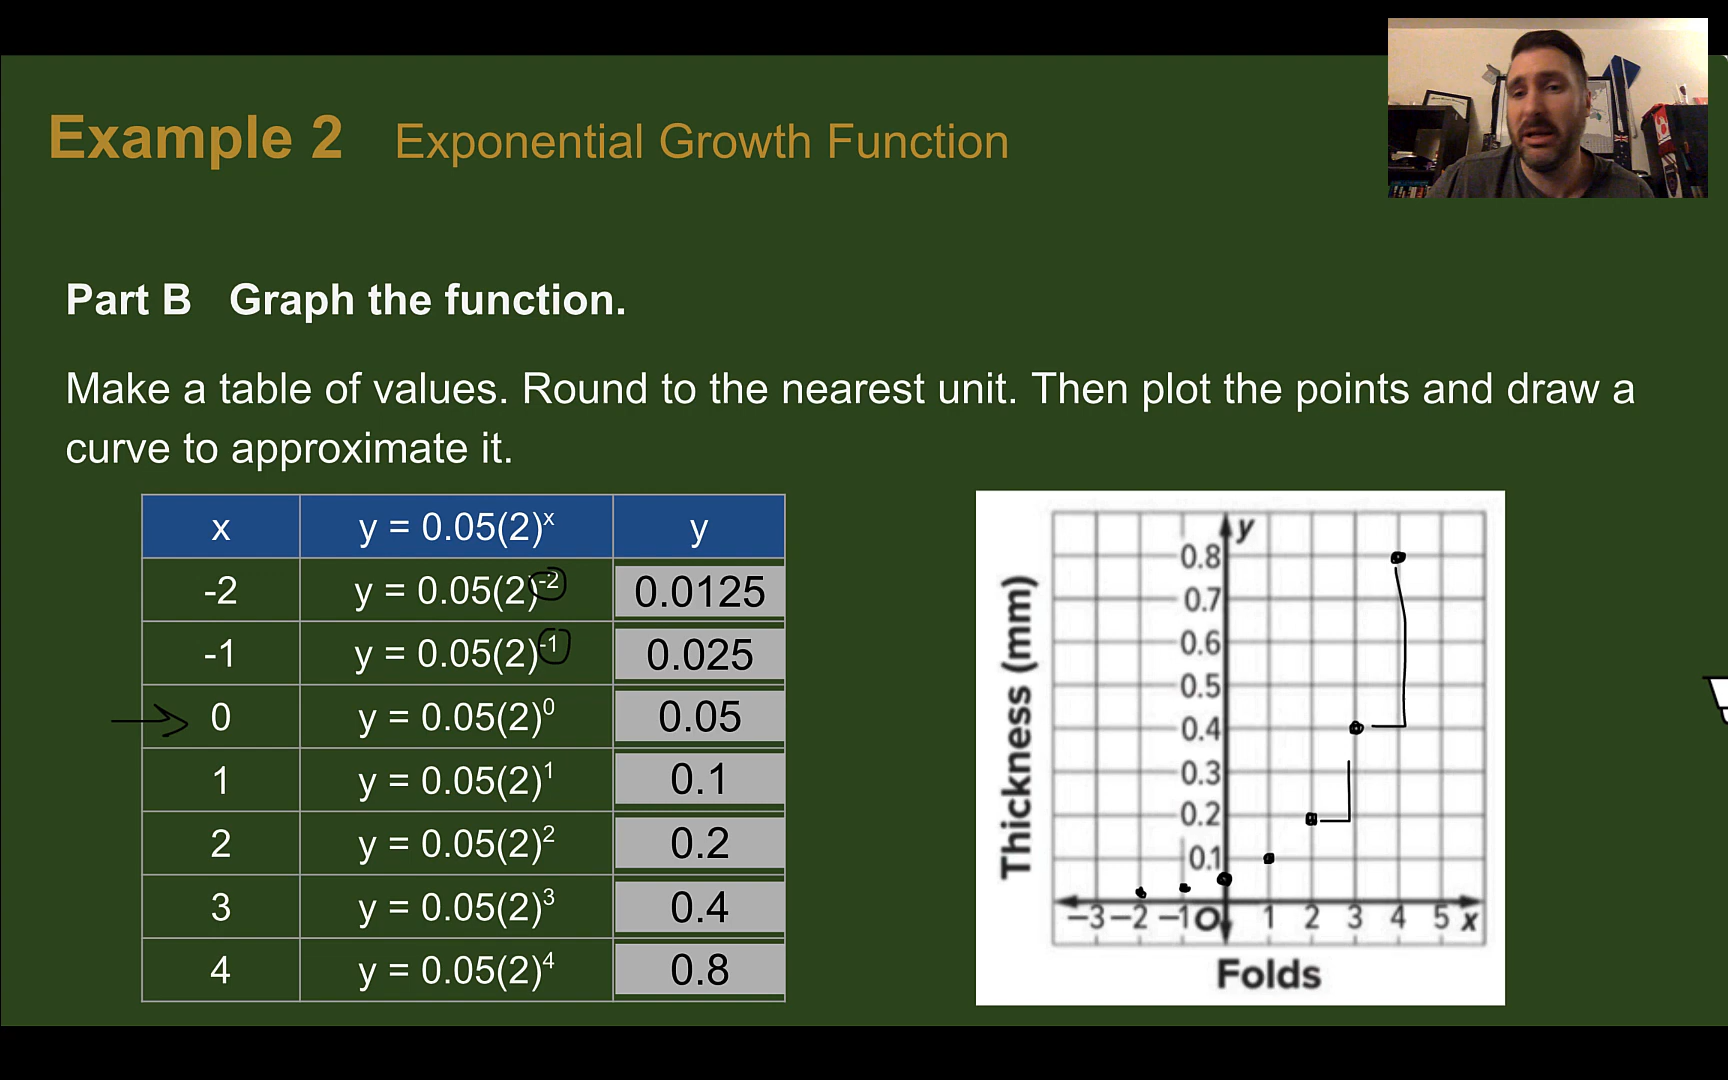 Example 2 Exponential Growth Function
Part B Graph the function.
Make a table of values. Round to the nearest unit. Then plot the points and draw a
curve to approximate it.
x y = 0.05(2)ˣ y
-2 y = 0.05(2)⁻² 0.0125
-1 y = 0.05(2)⁻¹ 0.025
0 y = 0.05(2)⁰ 0.05
1 y = 0.05(2)¹ 0.1
2 y = 0.05(2)² 0.2
3 y = 0.05(2)³ 0.4
4 y = 0.05(2)⁴ 0.8
Thickness (mm)
y
0.8
0.7
0.6
0.5
0.4
0.3
0.2
0.1
−3 −2 −1 O 1 2 3 4 5 x
Folds